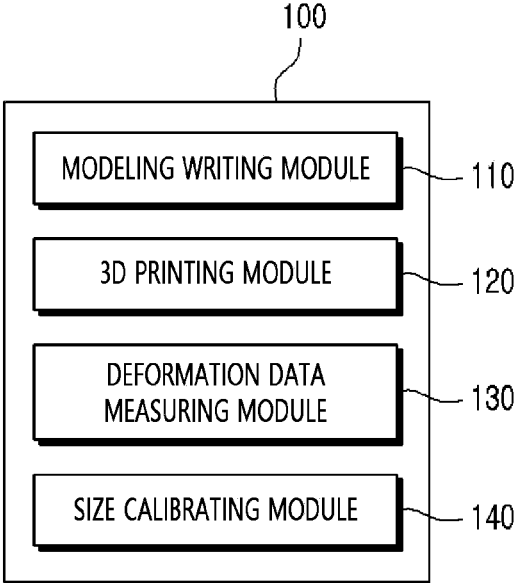 100
MODELING WRITING MODULE
110
3D PRINTING MODULE
120
DEFORMATION DATA
MEASURING MODULE
130
SIZE CALIBRATING MODULE
140